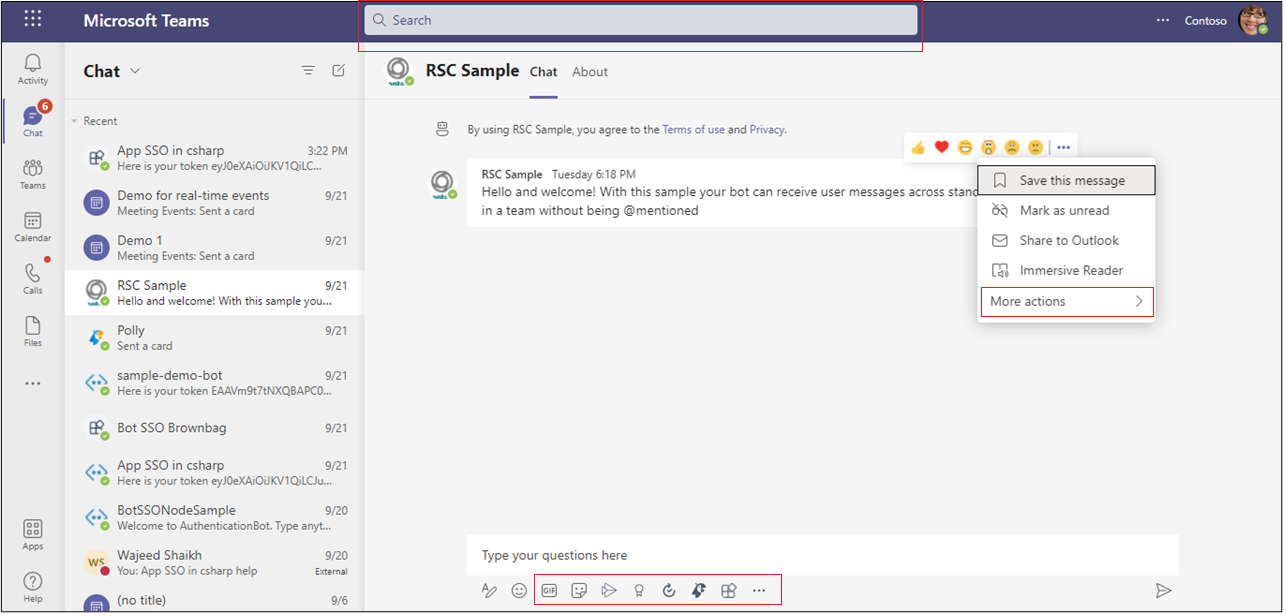 Microsoft Teams
Search
Contoso
Activity
6
Chat
Teams
Calendar
Calls
Files
Apps
Help
Chat
Recent
App SSO in csharp 3:22 PM
Here is your token eyJ0eXAiOiJKV1QiLC...
Demo for real-time events 9/21
Meeting Events: Sent a card
Demo 1 9/21
Meeting Events: Sent a card
RSC Sample 9/21
Hello and welcome! With this sample you...
Polly 9/21
Sent a card
sample-demo-bot 9/21
Here is your token EAAVm9t7tNXQBAPC0...
Bot SSO Brownbag 9/21
App SSO in csharp 9/21
Here is your token eyJ0eXAiOiJKV1QiLCJu...
BotSSONodeSample 9/20
Welcome to AuthenticationBot. Type anyt...
WS
Wajeed Shaikh 9/20
You: App SSO in csharp help External
(no title) 9/6
RSC Sample Chat About
By using RSC Sample, you agree to the Terms of use and Privacy.
RSC Sample Tuesday 6:18 PM
Hello and welcome! With this sample your bot can receive user messages across stand
in a team without being @mentioned
Save this message
Mark as unread
Share to Outlook
Immersive Reader
More actions
Type your questions here
GIF